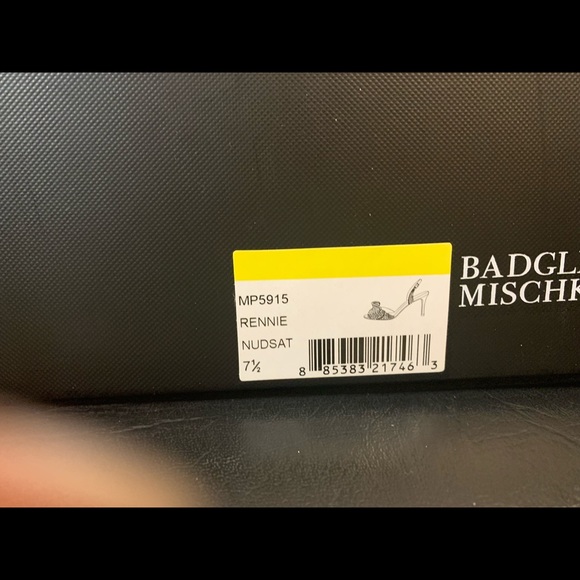 MP5915
RENNIE
NUDSAT
7½
8 85383 21746 3
BADGL
MISCHK